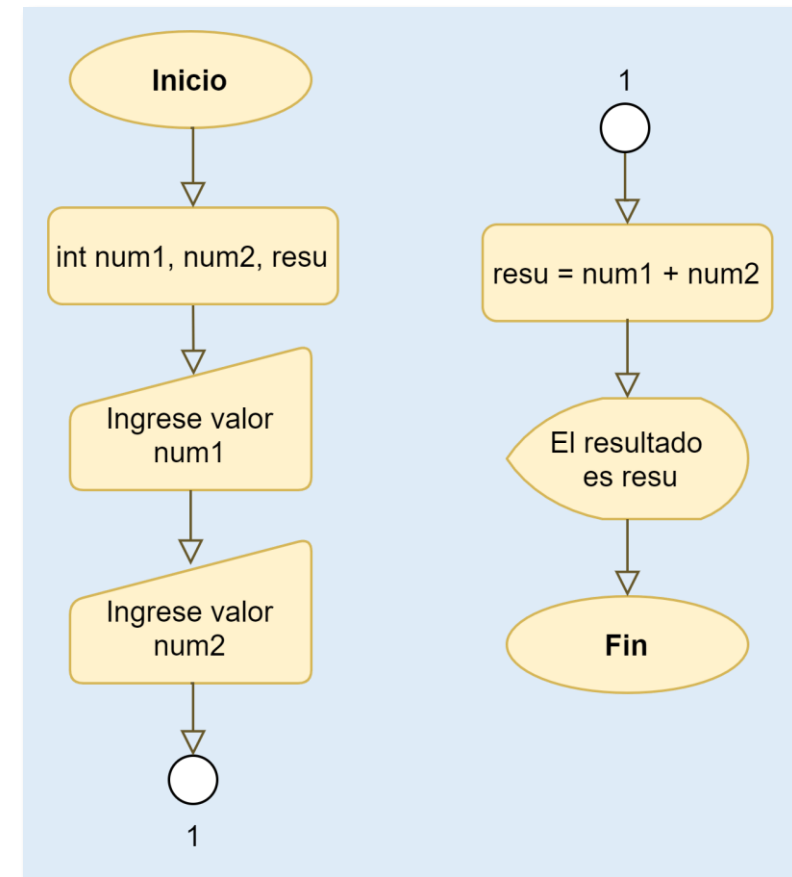 Inicio
int num1, num2, resu
Ingrese valor
num1
Ingrese valor
num2
1
1
resu = num1 + num2
El resultado
es resu
Fin